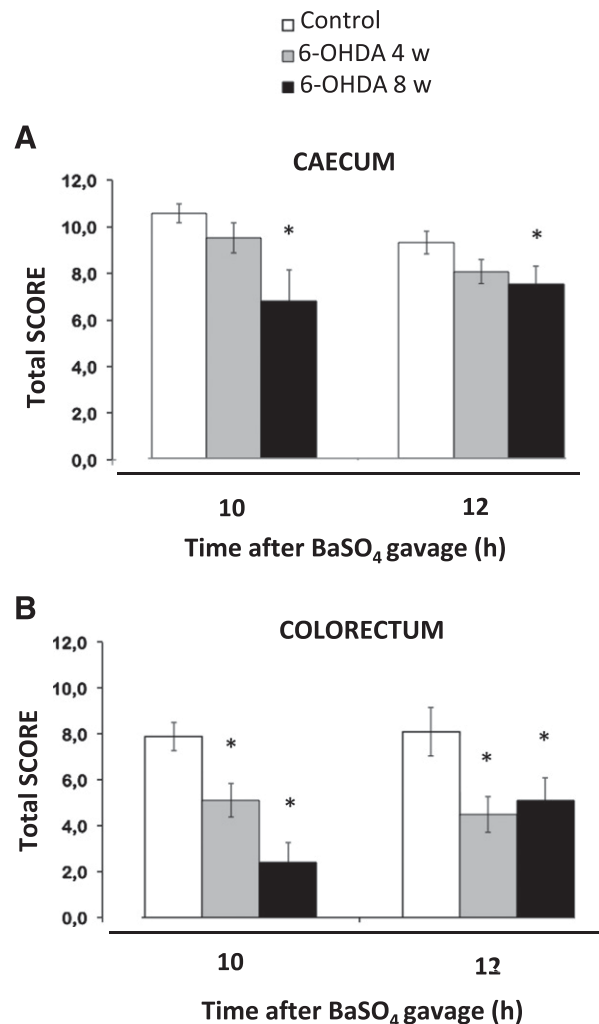 Control
6-OHDA 4 w
6-OHDA 8 w
A
CAECUM
12,0
10,0
8,0
6,0
4,0
2,0
0,0
Total SCORE
*
*
10
12
Time after BaSO₄ gavage (h)
B
COLORECTUM
12,0
10,0
8,0
6,0
4,0
2,0
0,0
Total SCORE
*
*
*
*
10
12
Time after BaSO₄ gavage (h)